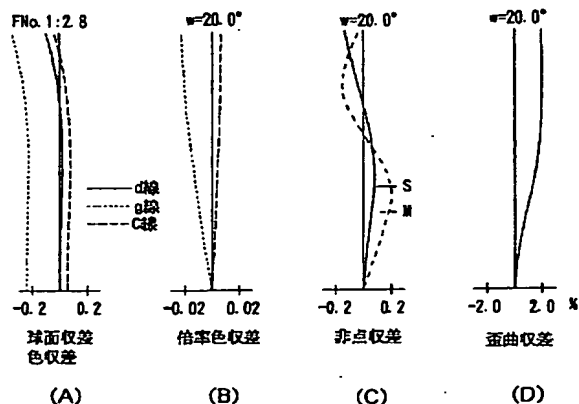 FNo. 1:2.8
w=20.0°
w=20.0°
w=20.0°
d線
g線
C線
S
M
-0.2 0.2
-0.02 0.02
-0.2 0.2
-2.0 2.0 %
球面収差
色収差
倍率色収差
非点収差
歪曲収差
(A)
(B)
(C)
(D)